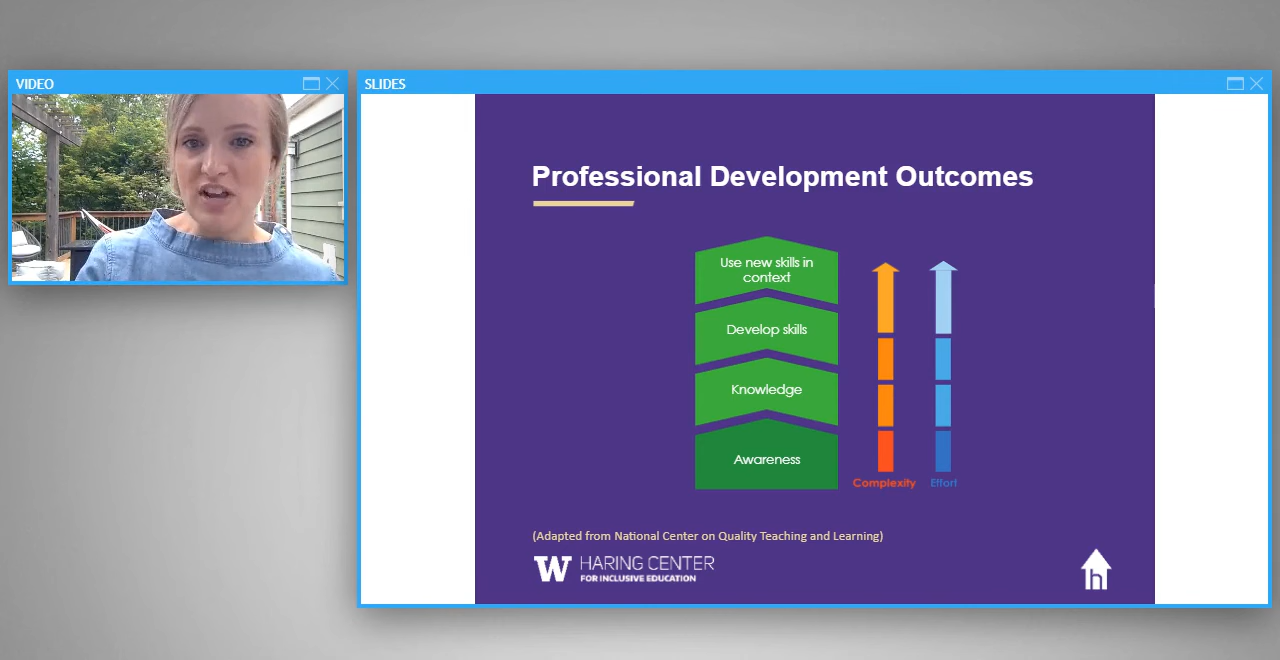 VIDEO
SLIDES
Professional Development Outcomes
Use new skills in
context
Develop skills
Knowledge
Awareness
Complexity
Effort
(Adapted from National Center on Quality Teaching and Learning)
W HARING CENTER
FOR INCLUSIVE EDUCATION
h